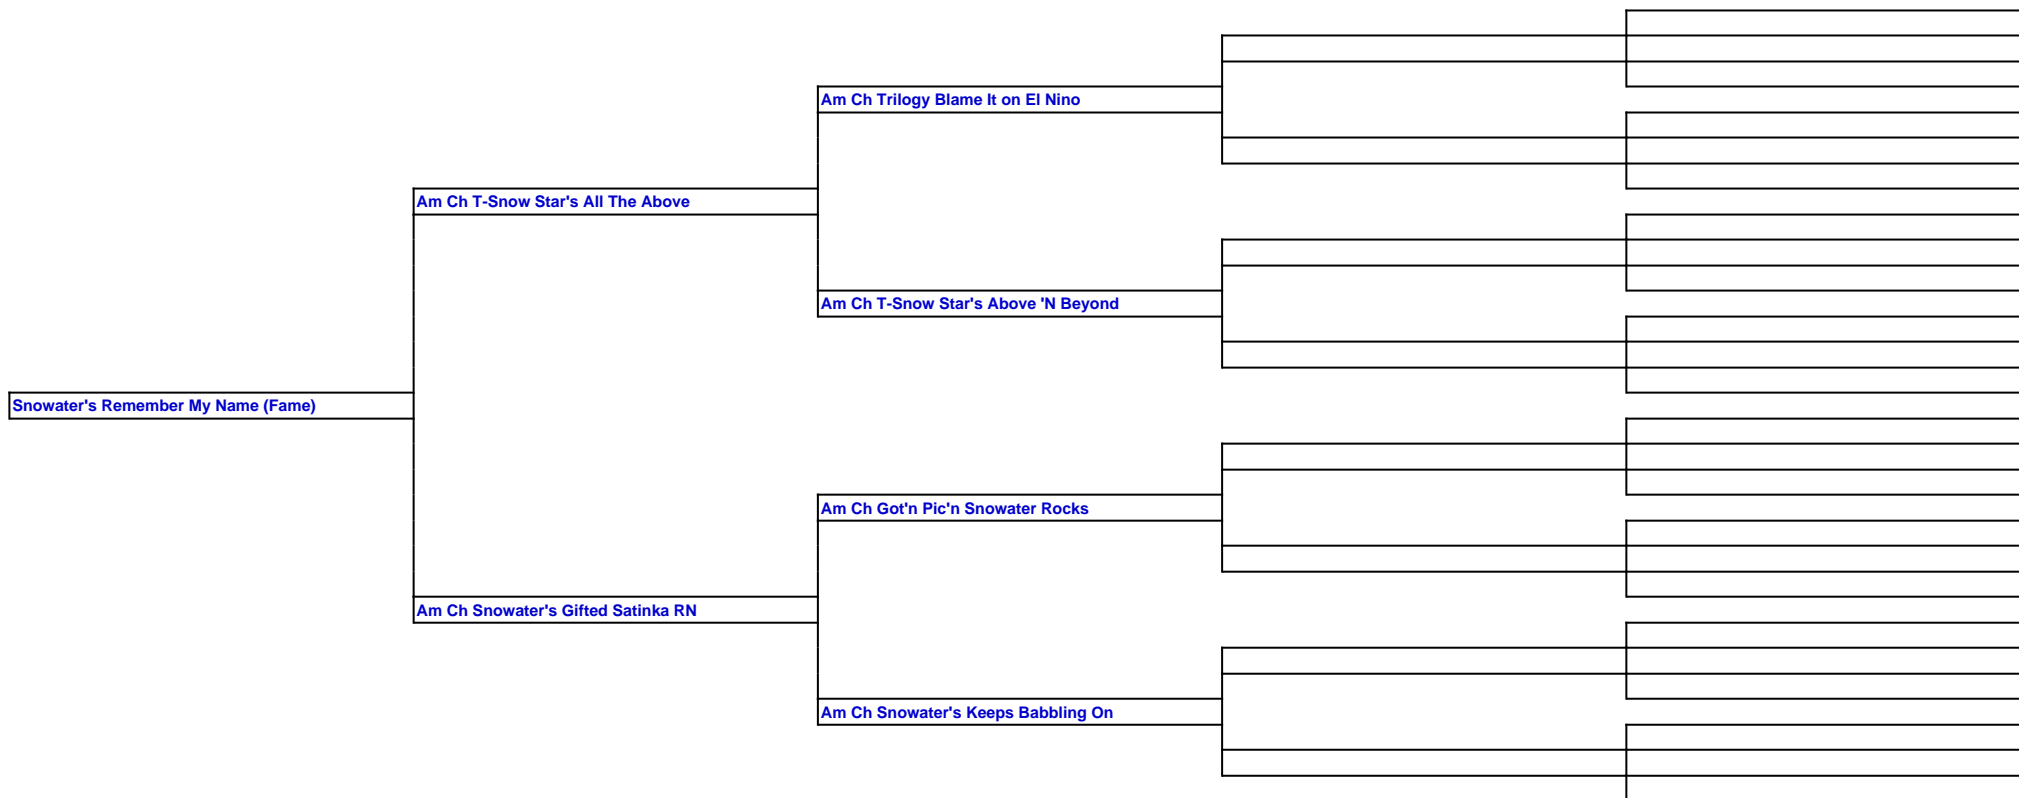 Am Ch Trilogy Blame It on El Nino
Am Ch T-Snow Star's All The Above
Am Ch T-Snow Star's Above 'N Beyond
Snowater's Remember My Name (Fame)
Am Ch Got'n Pic'n Snowater Rocks
Am Ch Snowater's Gifted Satinka RN
Am Ch Snowater's Keeps Babbling On